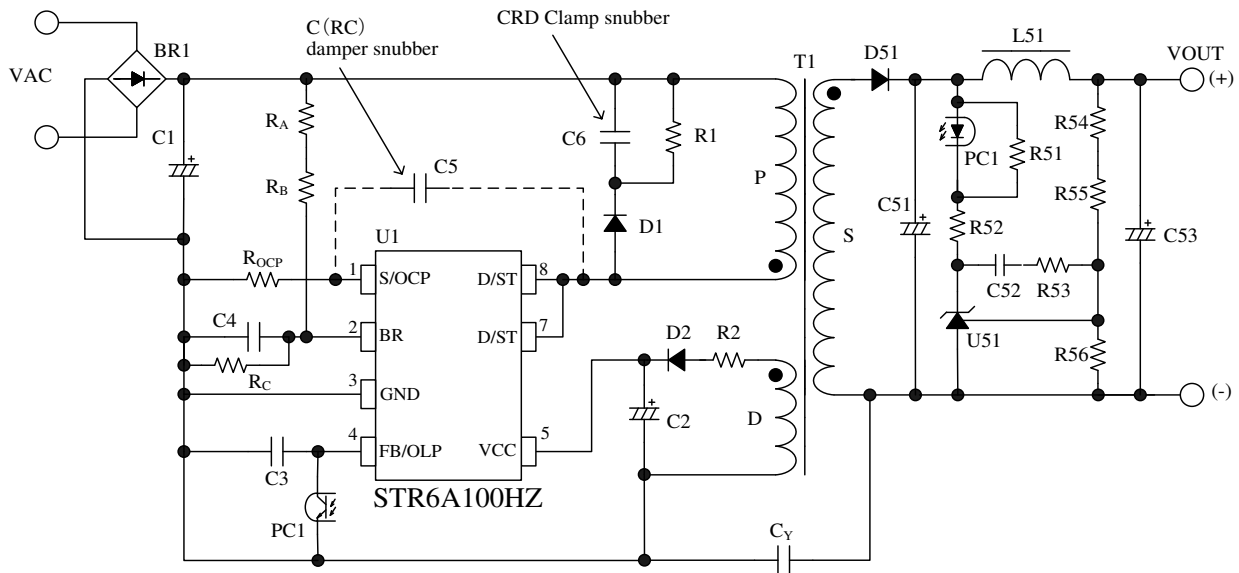 C(RC)
damper snubber
CRD Clamp snubber
VAC
BR1
C1
RA
RB
C5
C6
R1
D1
T1
P
S
D51
L51
VOUT
(+)
PC1
R51
R54
R55
C51
R52
C53
C52
R53
U51
R56
(-)
U1
ROCP
1
S/OCP
D/ST
8
C4
2
BR
D/ST
7
RC
3
GND
D2
R2
C2
D
4
FB/OLP
VCC
5
C3
STR6A100HZ
PC1
CY